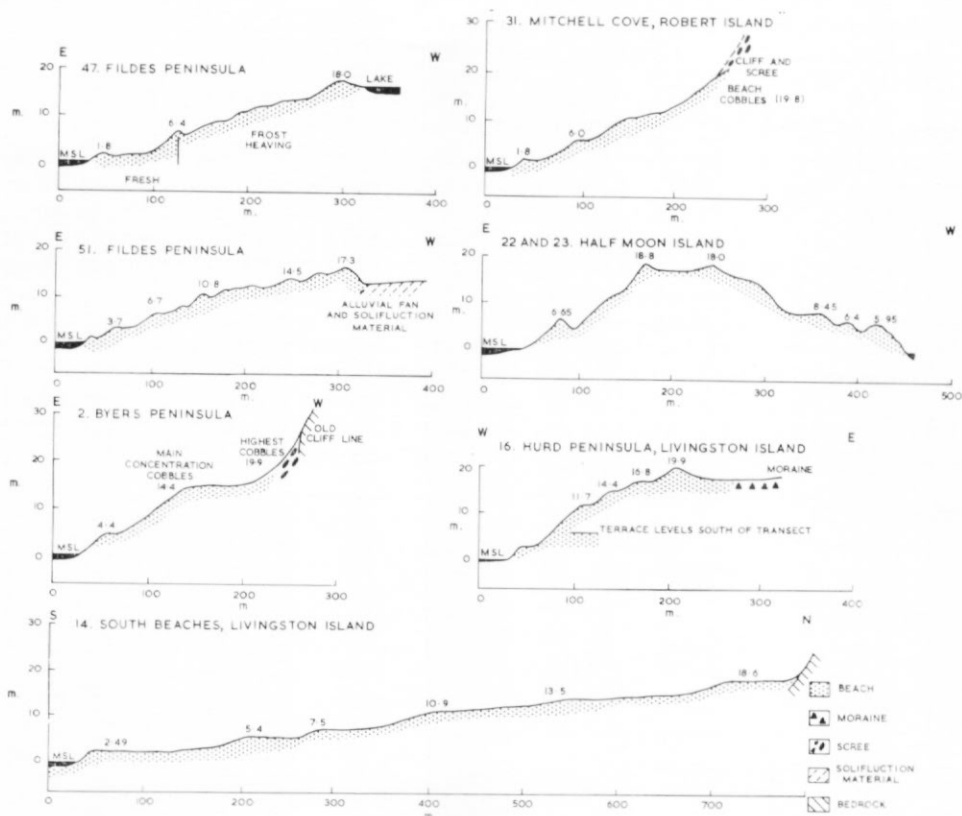 47. FILDES PENINSULA
E
W
20
10
m.
0
M.S.L
1·8
6·4
18·0
LAKE
FROST
HEAVING
FRESH
0 100 200 300 400
m.
31. MITCHELL COVE, ROBERT ISLAND
30
20
10
m.
0
M.S.L
1·8
6·0
CLIFF AND
SCREE
BEACH
COBBLES (19·8)
0 100 200 300
m.
51. FILDES PENINSULA
E
W
20
10
m.
0
M.S.L
3·7
6·7
10·8
14·5
17·3
ALLUVIAL FAN
AND SOLIFLUCTION
MATERIAL
0 100 200 300 400
m.
22 AND 23. HALF MOON ISLAND
E
W
20
10
m.
0
M.S.L
6·65
18·8
18·0
8·45
6·4
5·95
0 100 200 300 400 500
m.
2. BYERS PENINSULA
E
W
30
20
10
m.
0
M.S.L
4·4
MAIN
CONCENTRATION
COBBLES
14·4
HIGHEST
COBBLES
19·9
OLD
CLIFF LINE
0 100 200 300
m
16. HURD PENINSULA, LIVINGSTON ISLAND
W
E
20
10
m.
0
MSL
11·7
14·4
16·8
19·9
MORAINE
TERRACE LEVELS SOUTH OF TRANSECT
0 100 200 300 400
m.
14. SOUTH BEACHES, LIVINGSTON ISLAND
S
N
30
20
10
m.
0
MSL
2·49
5·4
7·5
10·9
13·5
18·6
0 100 200 300 400 500 600 700
m
BEACH
MORAINE
SCREE
SOLIFLUCTION
MATERIAL
BEDROCK